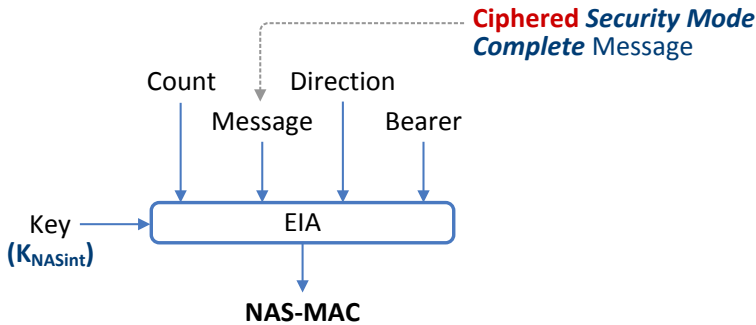 Ciphered Security Mode
Complete Message
Count
Direction
Message
Bearer
Key
(KNASint)
EIA
NAS-MAC